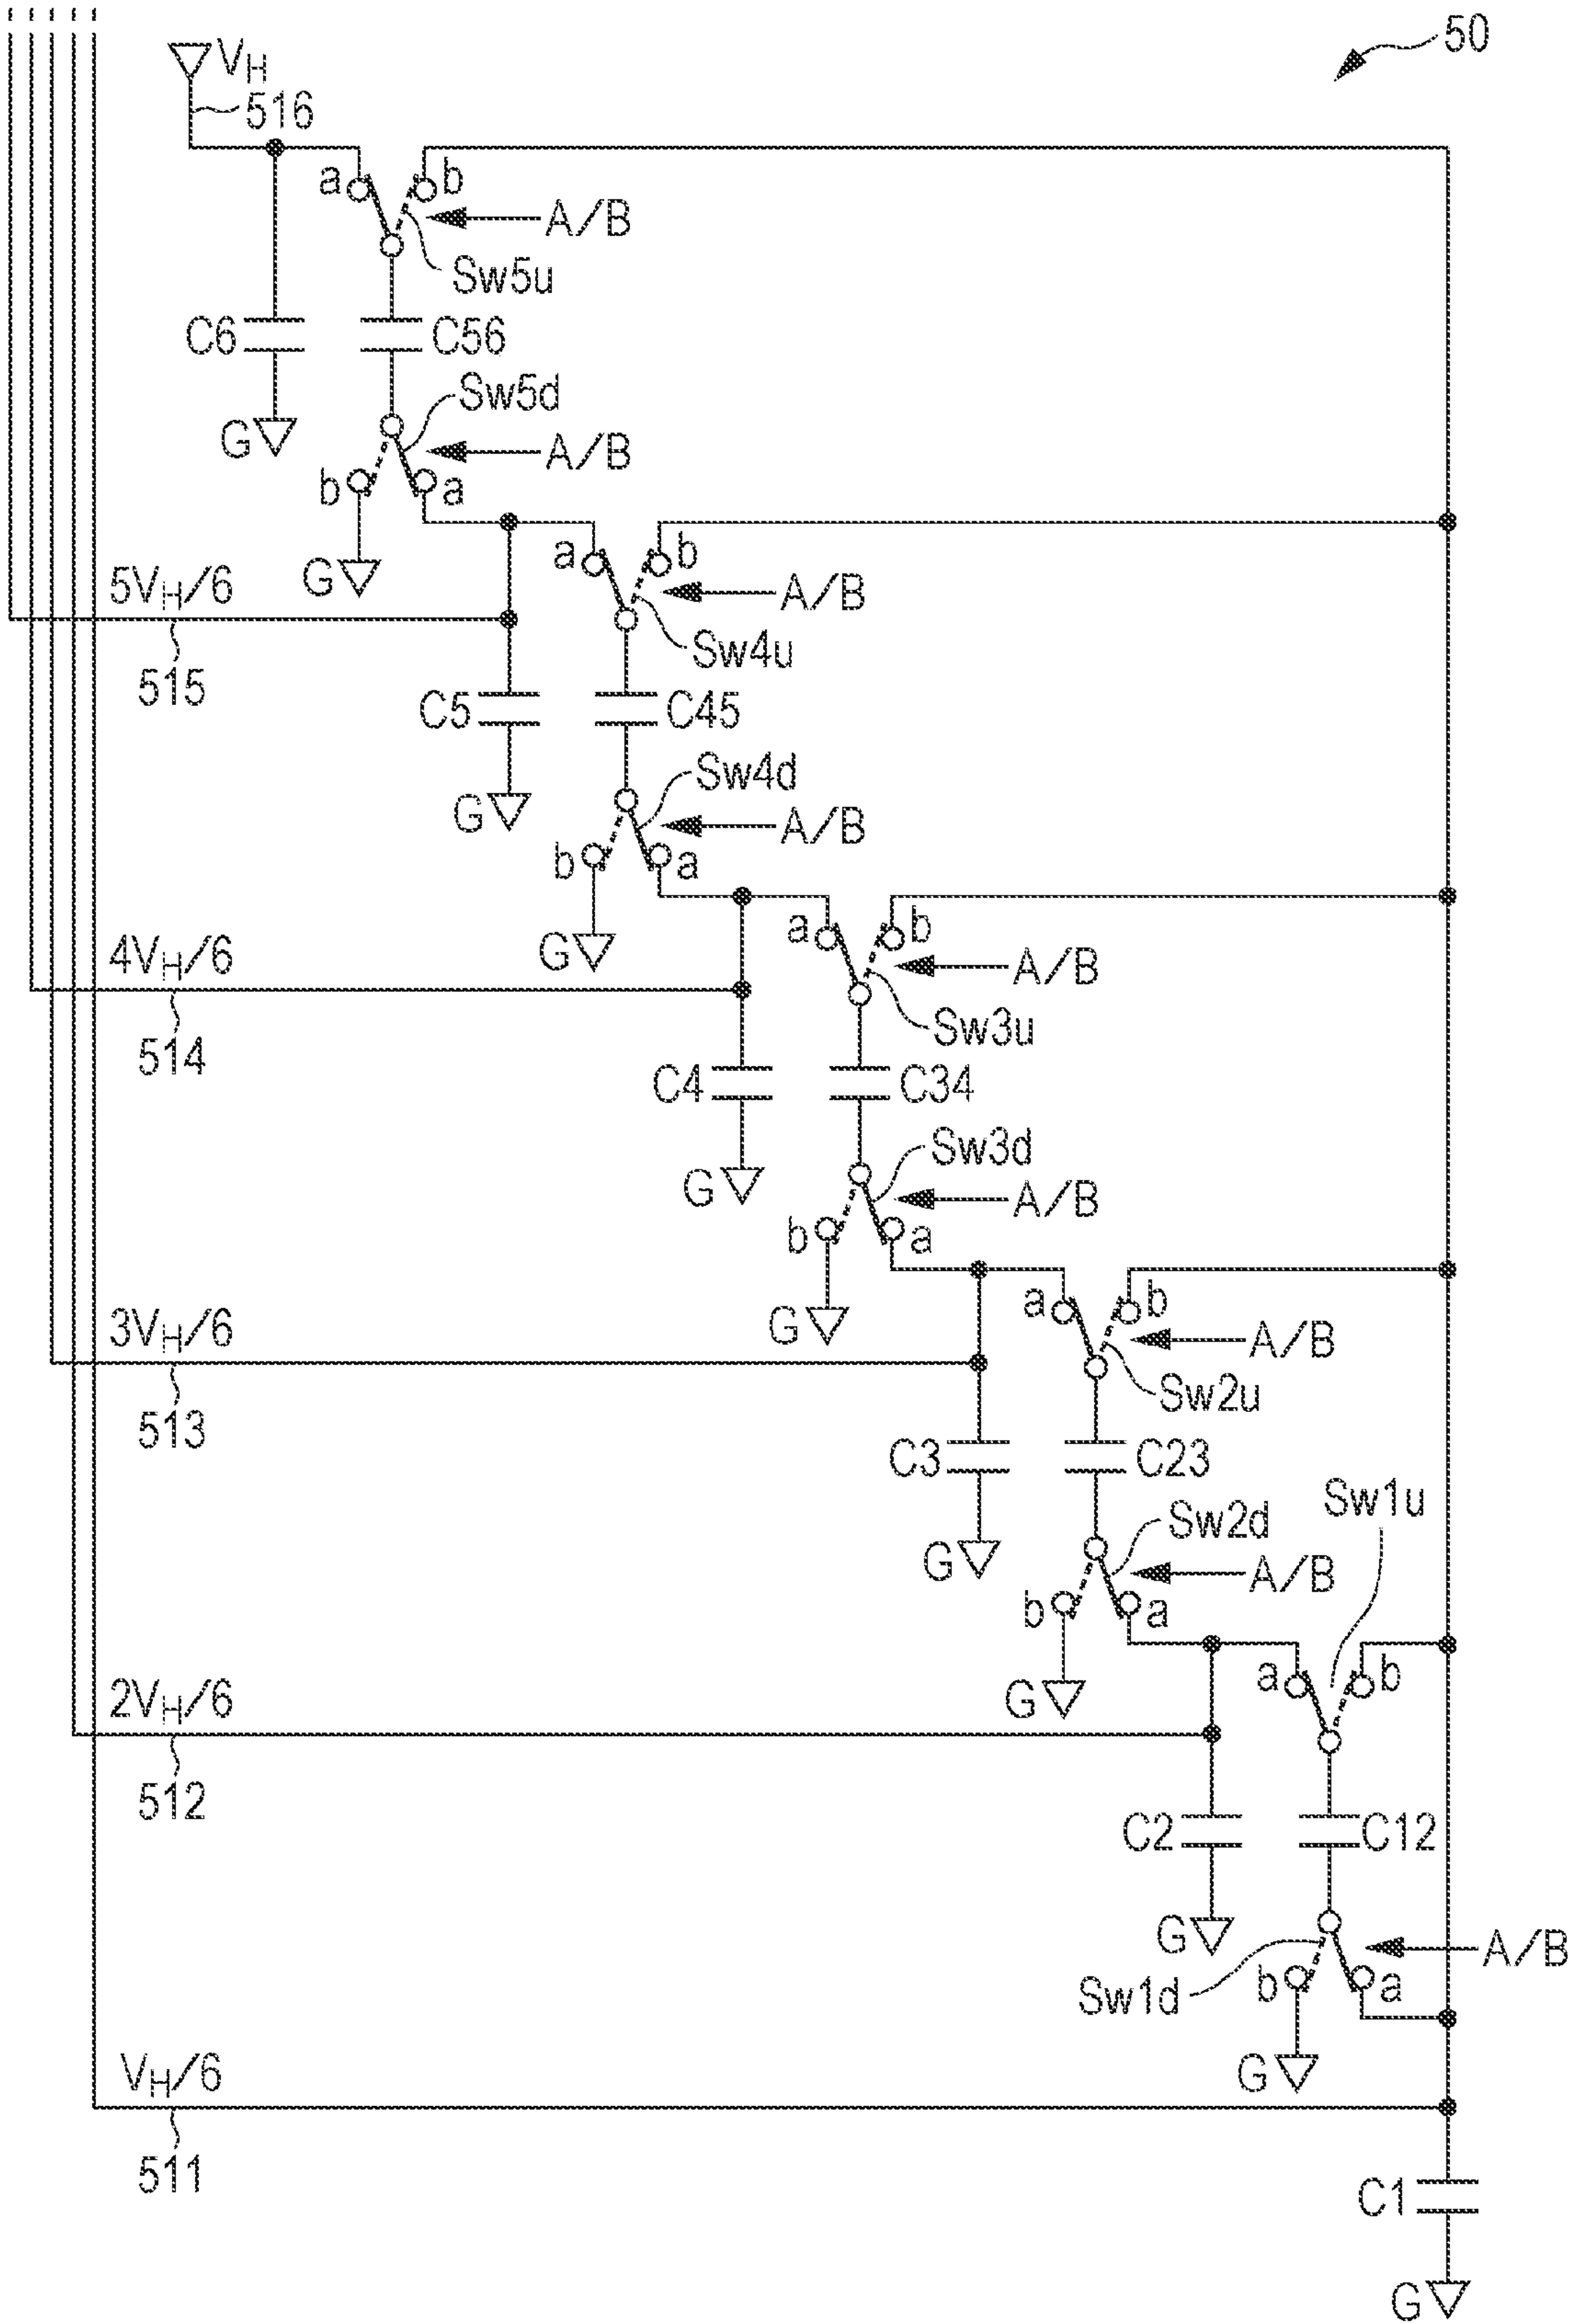 50
VH
516
a
b
A/B
Sw5u
C6
C56
Sw5d
G
A/B
b
a
G
a
b
5VH/6
A/B
Sw4u
515
C5
C45
Sw4d
G
A/B
b
a
G
a
b
4VH/6
A/B
Sw3u
514
C4
C34
Sw3d
G
A/B
b
a
G
a
b
3VH/6
A/B
Sw2u
513
C3
C23
Sw1u
Sw2d
G
A/B
b
a
G
a
b
2VH/6
512
C2
C12
G
A/B
Sw1d
b
a
G
VH/6
511
C1
G